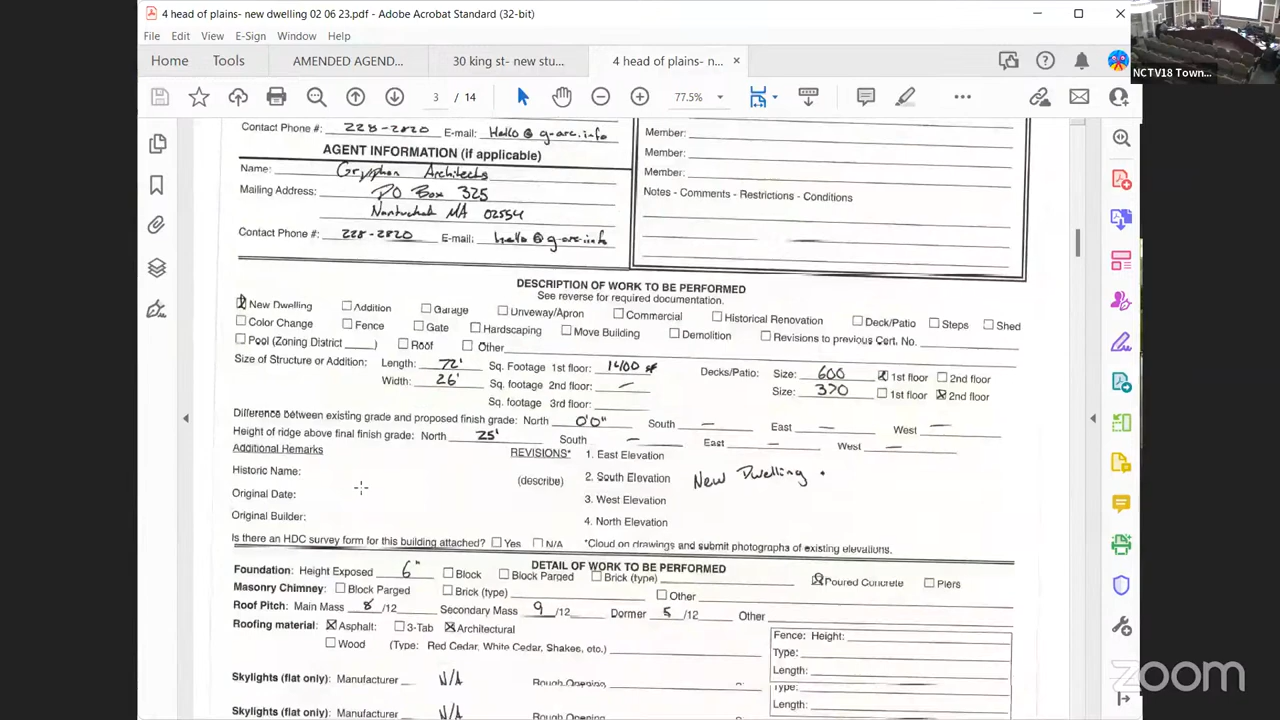 4 head of plains- new dwelling 02 06 23.pdf - Adobe Acrobat Standard (32-bit)
File Edit View E-Sign Window Help
Home Tools AMENDED AGEND... 30 king st- new stu... 4 head of plains- n... ×
3 / 14 77.5%
NCTV18 Town...
Contact Phone #: 228-2820 E-mail: Hello @ g-arc.info
AGENT INFORMATION (if applicable)
Name: Gryphon Architects
Mailing Address: PO Box 325
Nantucket MA 02554
Contact Phone #: 228-2820 E-mail: hello @ g-arc.info
Member:
Member:
Member:
Notes - Comments - Restrictions - Conditions
DESCRIPTION OF WORK TO BE PERFORMED
See reverse for required documentation.
New Dwelling Addition Garage Driveway/Apron Commercial Historical Renovation Deck/Patio Steps Shed
Color Change Fence Gate Hardscaping Move Building Demolition Revisions to previous Cert. No.
Pool (Zoning District ) Roof Other
Size of Structure or Addition: Length: 72' Sq. Footage 1st floor: Decks/Patio: Size: 600 1st floor 2nd floor
Width: 26' Sq. footage 2nd floor: — Size: 370 1st floor 2nd floor
Sq. footage 3rd floor:
Difference between existing grade and proposed finish grade: North 0'0" South — East — West —
Height of ridge above final finish grade: North 25' South — East — West —
Additional Remarks
REVISIONS* 1. East Elevation
Historic Name: (describe) 2. South Elevation New Dwelling
Original Date: 3. West Elevation
Original Builder: 4. North Elevation
Is there an HDC survey form for this building attached? Yes N/A *Cloud on drawings and submit photographs of existing elevations.
DETAIL OF WORK TO BE PERFORMED
Foundation: Height Exposed 6" Block Block Parged Brick (type) Poured Concrete Piers
Masonry Chimney: Block Parged Brick (type) Other
Roof Pitch: Main Mass 8 /12 Secondary Mass 9 /12 Dormer 5 /12 Other
Roofing material: Asphalt: 3-Tab Architectural
Wood (Type: Red Cedar, White Cedar, Shakes, etc.)
Fence: Height:
Type:
Length:
Skylights (flat only): Manufacturer N/A Rough Opening
Type:
Length:
Skylights (flat only): Manufacturer N/A Rough Opening
zoom